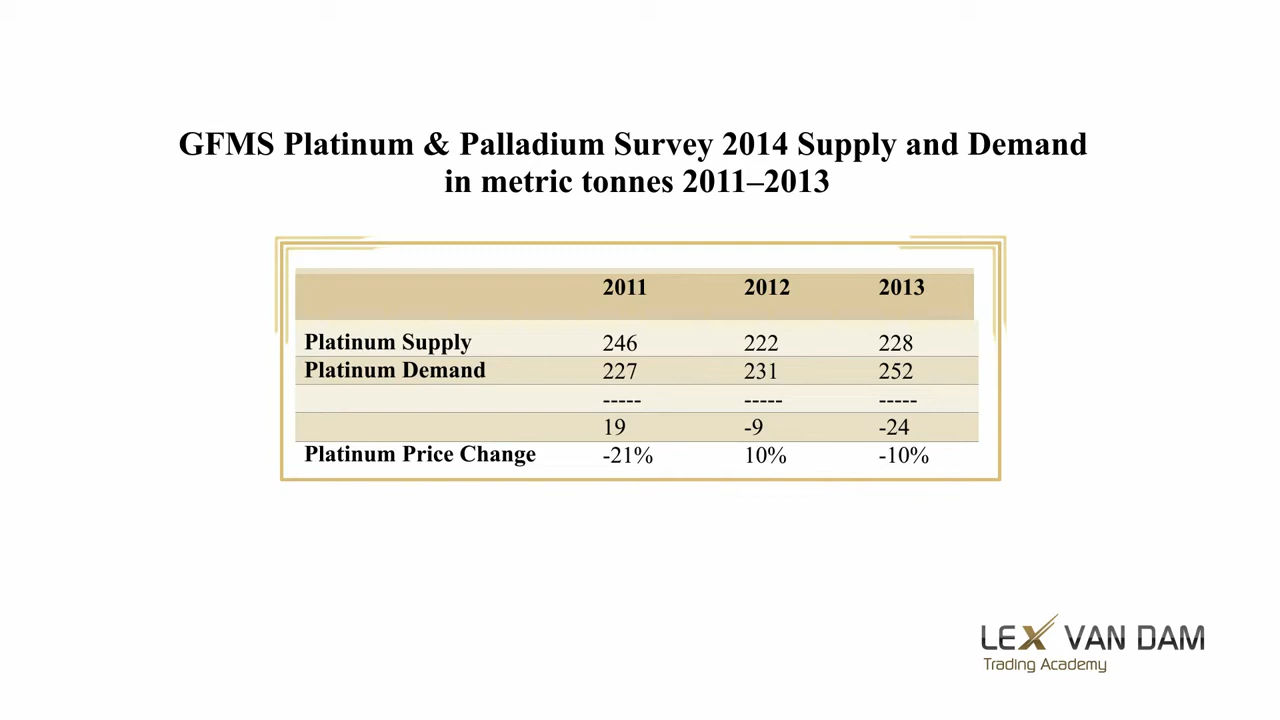 GFMS Platinum & Palladium Survey 2014 Supply and Demand
in metric tonnes 2011–2013
2011 2012 2013
Platinum Supply 246 222 228
Platinum Demand 227 231 252
----- ----- -----
19 -9 -24
Platinum Price Change -21% 10% -10%
LEX VAN DAM
Trading Academy